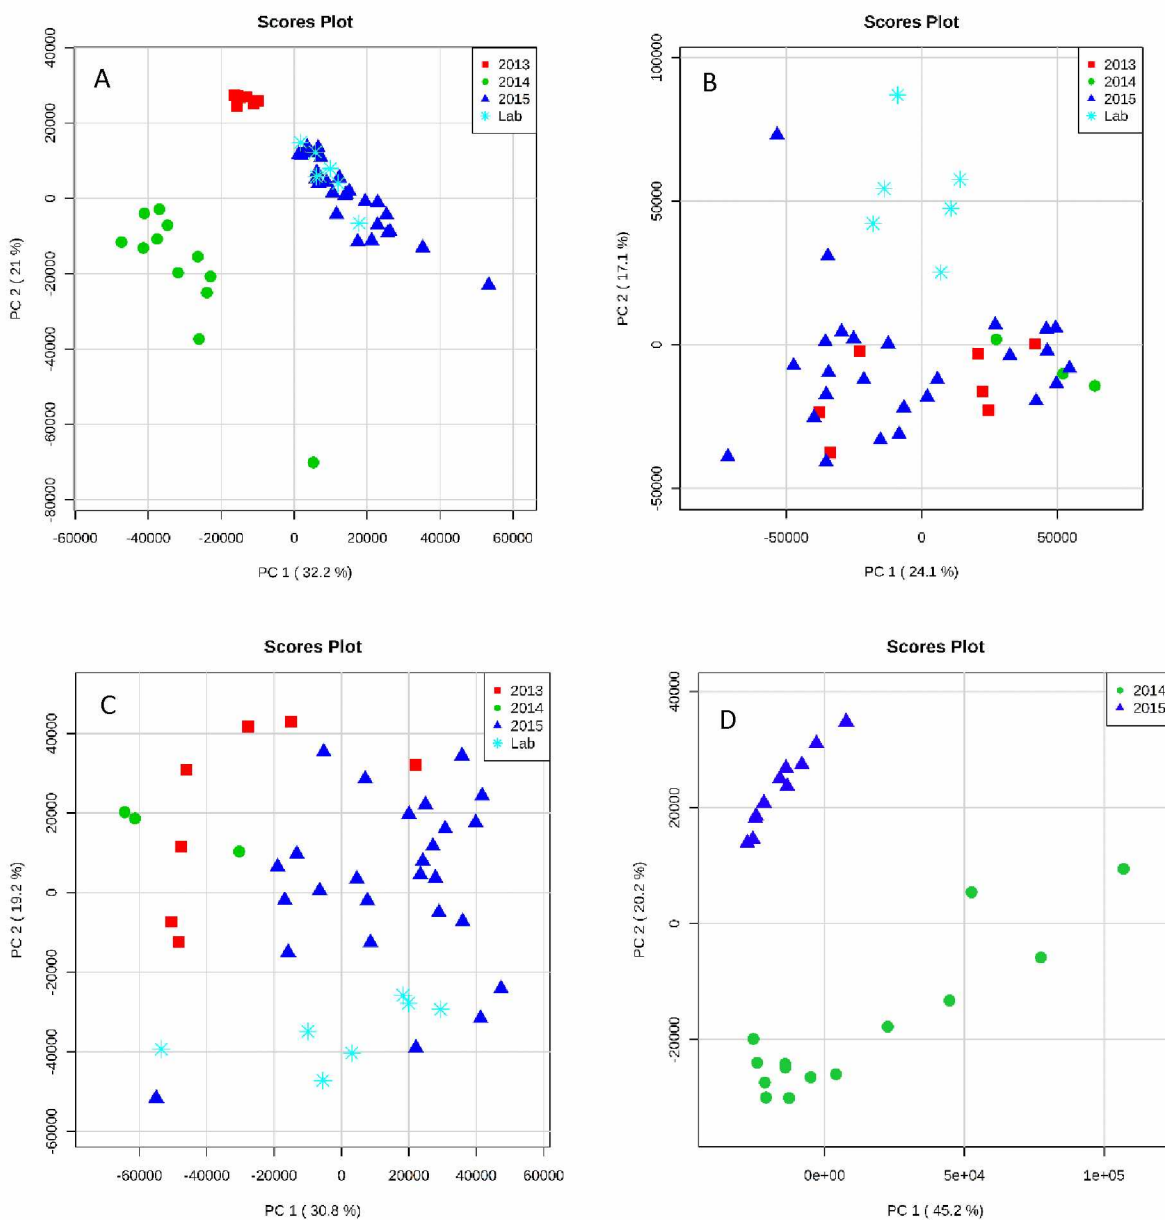 Scores Plot
A
2013
2014
2015
Lab
PC 2 ( 21 %)
40000
20000
0
-20000
-40000
-60000
-80000
-60000 -40000 -20000 0 20000 40000 60000
PC 1 ( 32.2 %)
Scores Plot
B
2013
2014
2015
Lab
PC 2 ( 17.1 %)
100000
50000
0
-50000
-50000 0 50000
PC 1 ( 24.1 %)
Scores Plot
C
2013
2014
2015
Lab
PC 2 ( 19.2 %)
40000
20000
0
-20000
-40000
-60000
-60000 -40000 -20000 0 20000 40000 60000
PC 1 ( 30.8 %)
Scores Plot
D
2014
2015
PC 2 ( 20.2 %)
40000
20000
0
-20000
0e+00 5e+04 1e+05
PC 1 ( 45.2 %)